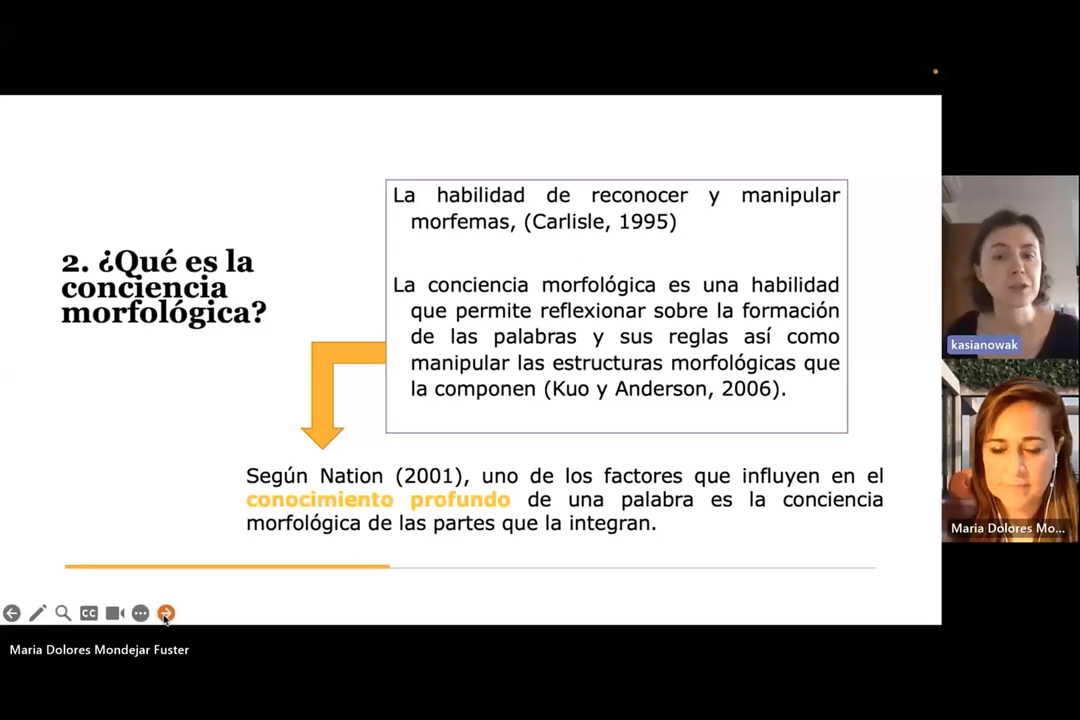 2. ¿Qué es la
conciencia
morfológica?
La habilidad de reconocer y manipular
morfemas, (Carlisle, 1995)
La conciencia morfológica es una habilidad
que permite reflexionar sobre la formación
de las palabras y sus reglas así como
manipular las estructuras morfológicas que
la componen (Kuo y Anderson, 2006).
Según Nation (2001), uno de los factores que influyen en el
conocimiento profundo de una palabra es la conciencia
morfológica de las partes que la integran.
kasianowak
Maria Dolores Mo...
CC
Maria Dolores Mondejar Fuster